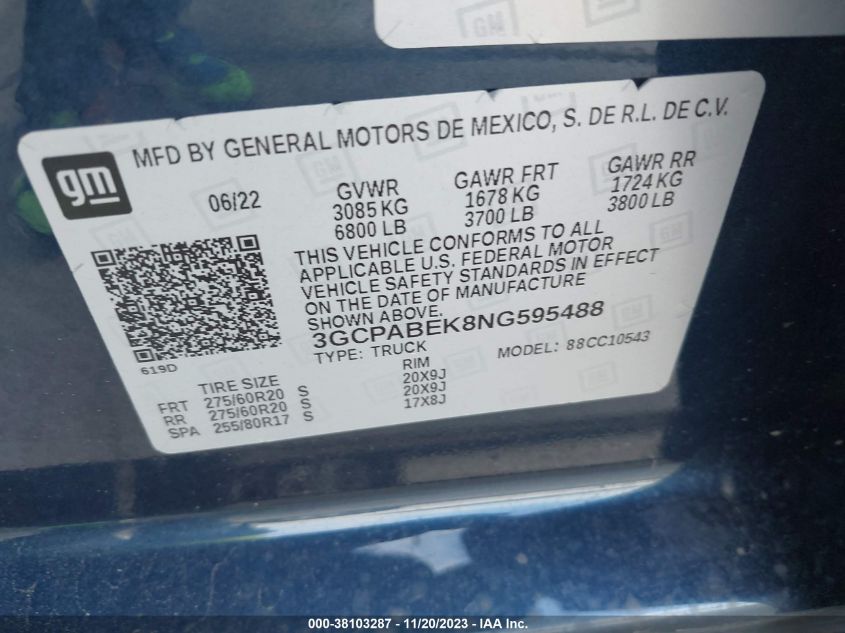 gm
MFD BY GENERAL MOTORS DE MEXICO, S. DE R.L. DE C.V.
06/22
GVWR
3085 KG
6800 LB
GAWR FRT
1678 KG
3700 LB
GAWR RR
1724 KG
3800 LB
THIS VEHICLE CONFORMS TO ALL
APPLICABLE U.S. FEDERAL MOTOR
VEHICLE SAFETY STANDARDS IN EFFECT
ON THE DATE OF MANUFACTURE
SHOWN ABOVE.
3GCPABEK8NG595488
TYPE: TRUCK
MODEL: 88CC10543
619D
TIRE SIZE RIM
FRT 275/60R20 S 20X9J
RR 275/60R20 S 20X9J
SPA 255/80R17 S 17X8J
000-38103287 - 11/20/2023 - IAA Inc.